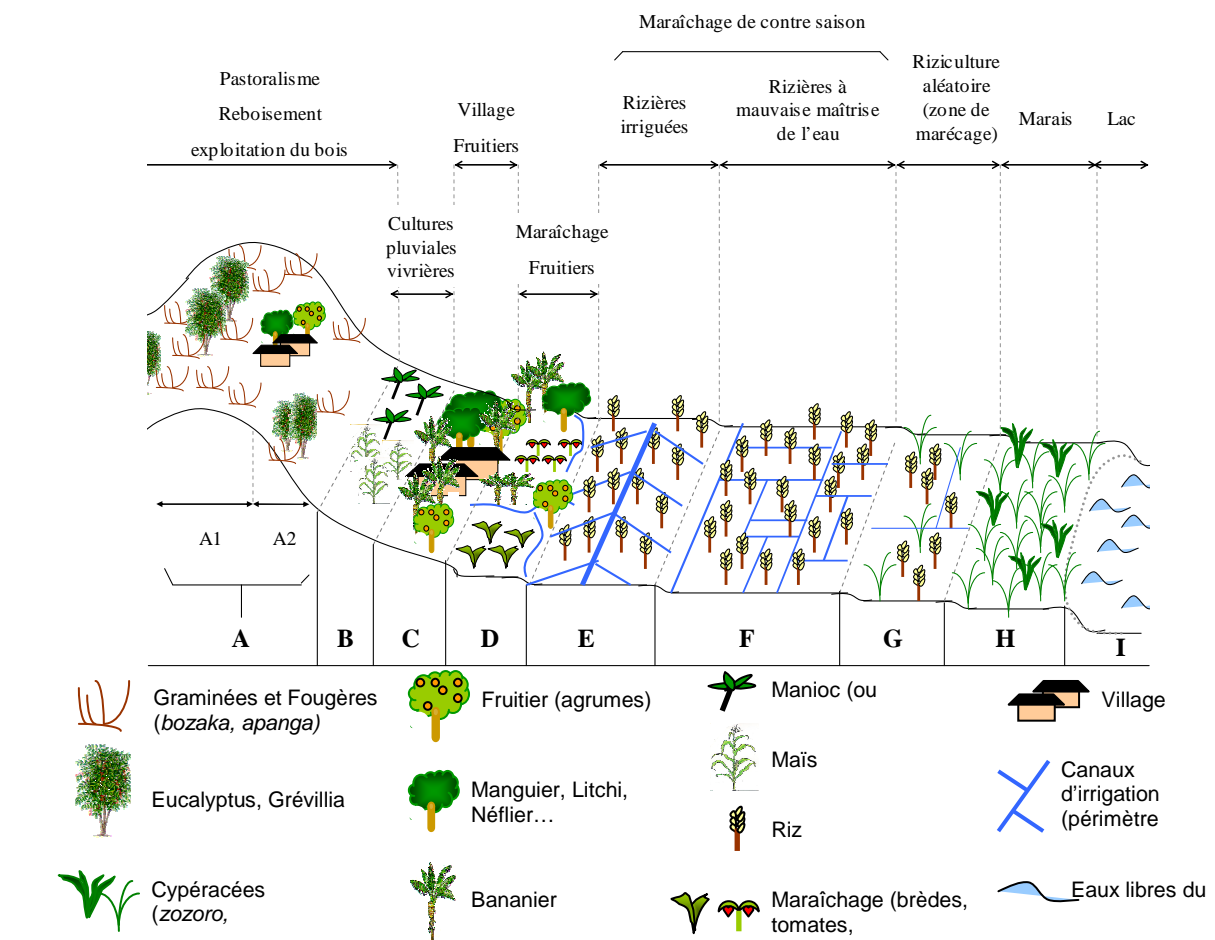 Maraîchage de contre saison
Pastoralisme
Reboisement
exploitation du bois
Village
Fruitiers
Rizières
irriguées
Rizières à
mauvaise maîtrise
de l'eau
Riziculture
aléatoire
(zone de
marécage)
Marais
Lac
Cultures
pluviales
vivrières
Maraîchage
Fruitiers
A1
A2
A
B
C
D
E
F
G
H
I
Graminées et Fougères
(bozaka, apanga)
Eucalyptus, Grévillia
Cypéracées
(zozoro,
Fruitier (agrumes)
Manguier, Litchi,
Néflier…
Bananier
Manioc (ou
Maïs
Riz
Maraîchage (brèdes,
tomates,
Village
Canaux
d'irrigation
(périmètre
Eaux libres du